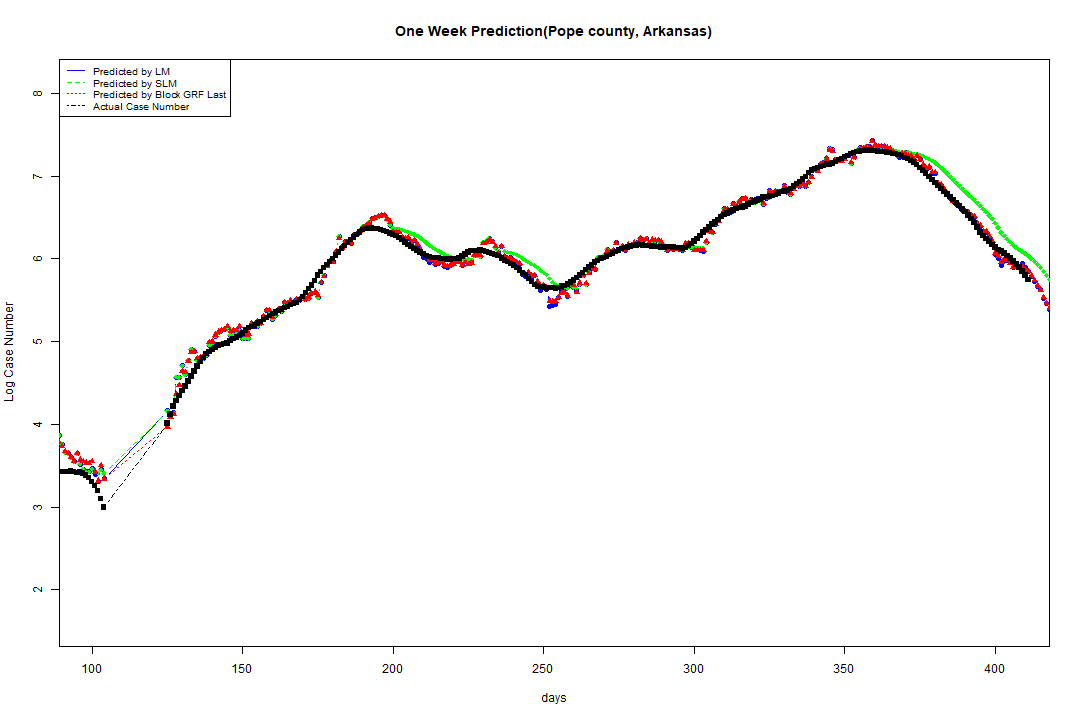 One Week Prediction(Pope county, Arkansas)
Predicted by LM
Predicted by SLM
Predicted by Block GRF Last
Actual Case Number
8
7
6
5
4
3
2
Log Case Number
100 150 200 250 300 350 400
days